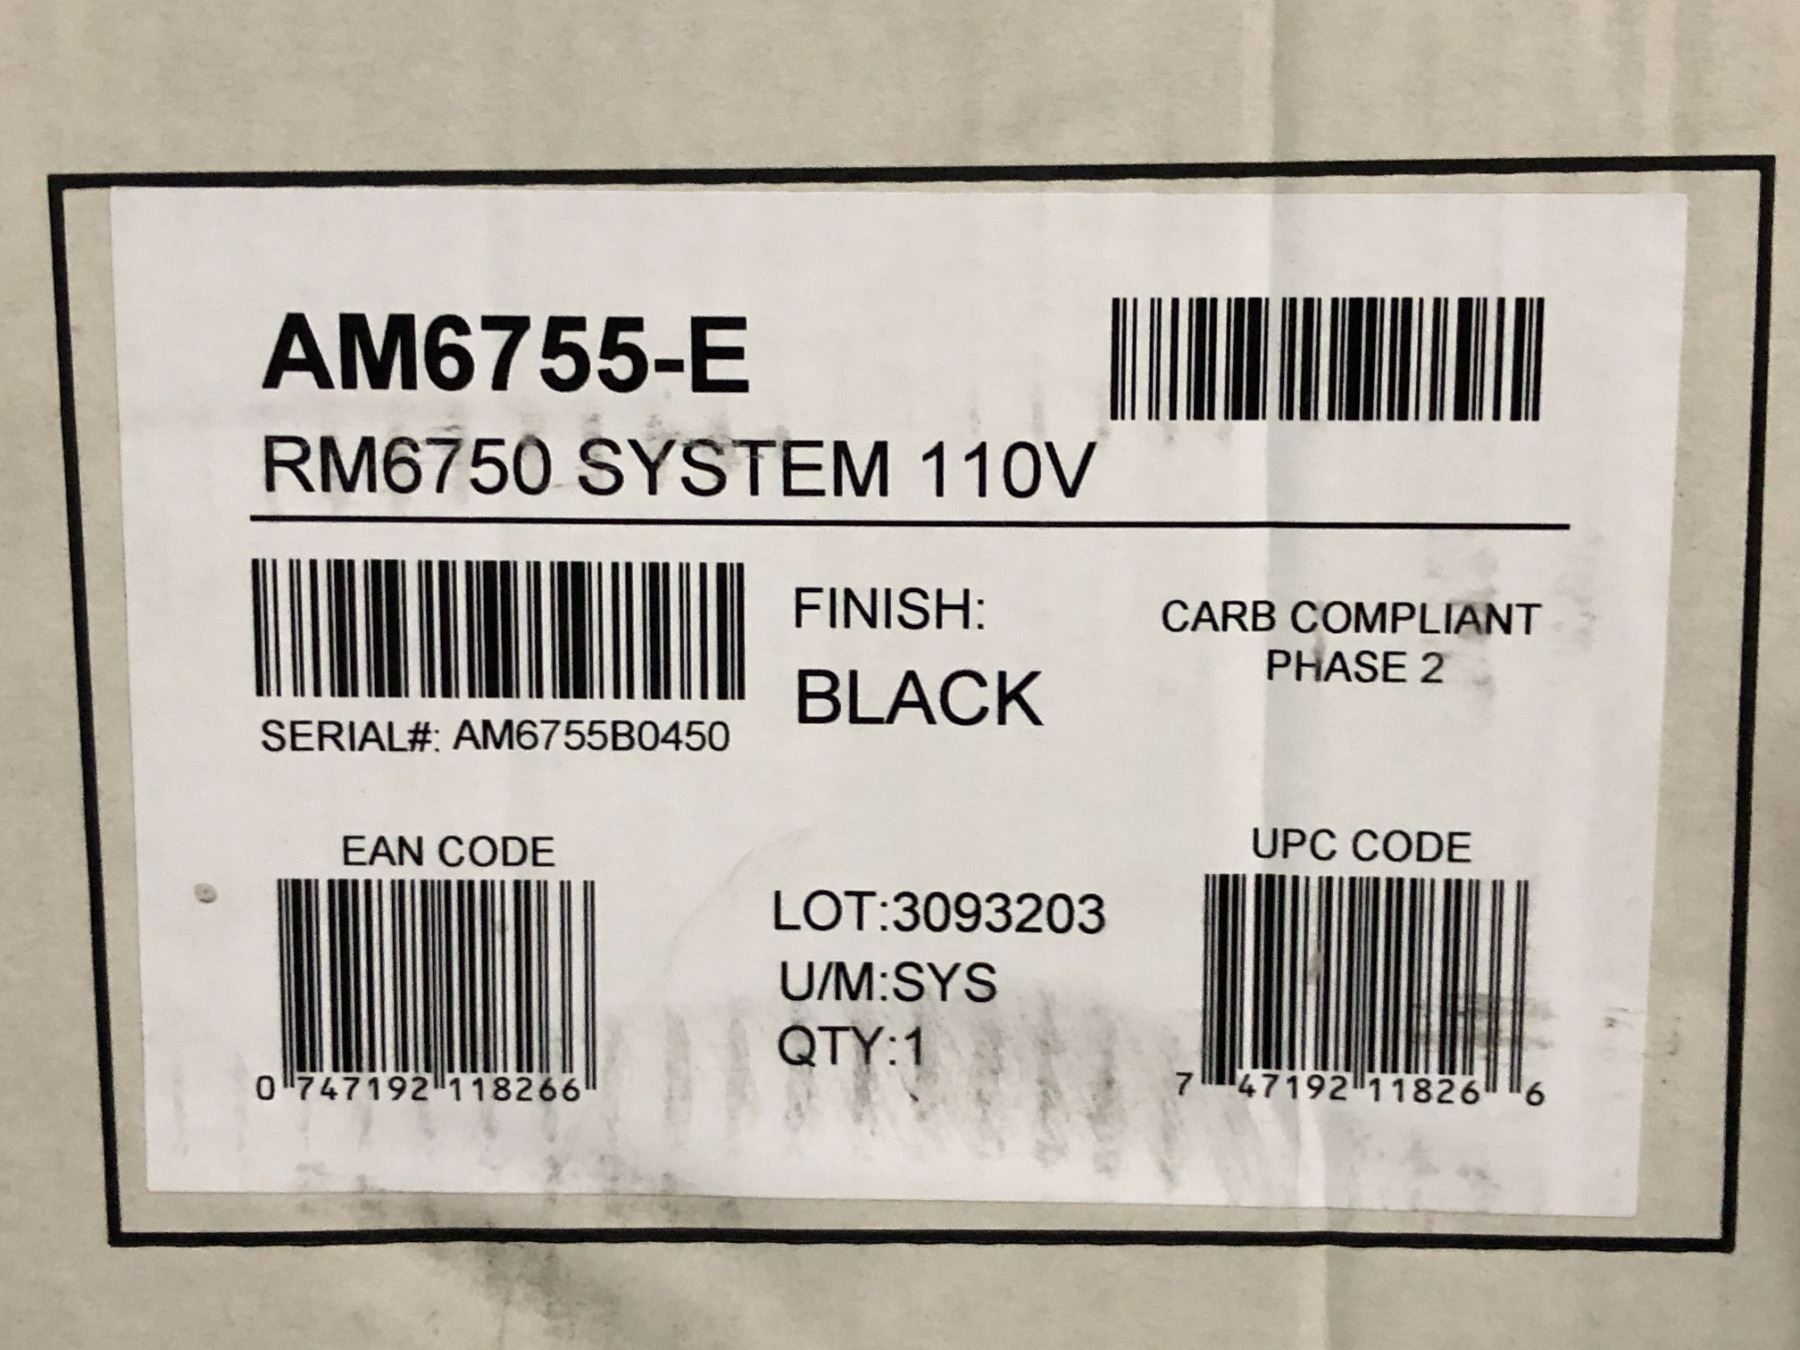 AM6755-E
RM6750 SYSTEM 110V
FINISH:
BLACK
CARB COMPLIANT
PHASE 2
SERIAL#: AM6755B0450
EAN CODE
0 747192 118266
LOT:3093203
U/M:SYS
QTY:1
UPC CODE
7 47192 11826 6